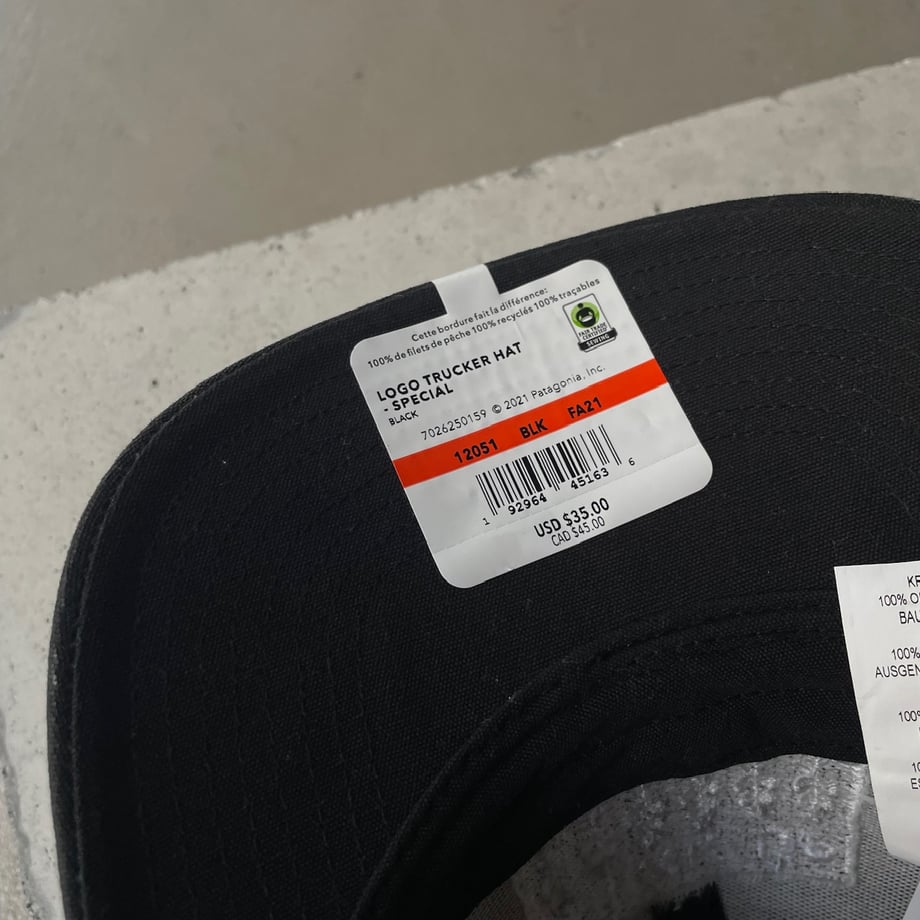 Cette bordure fait la différence:
100% de filets de pêche 100% recyclés 100% traçables
FAIR TRADE
CERTIFIED
SEWING
LOGO TRUCKER HAT
- SPECIAL
BLACK
7026250159 © 2021 Patagonia, Inc.
12051 BLK FA21
1 92964 45163 6
USD $35.00
CAD $45.00
100%
100%
AUSGEN
100%